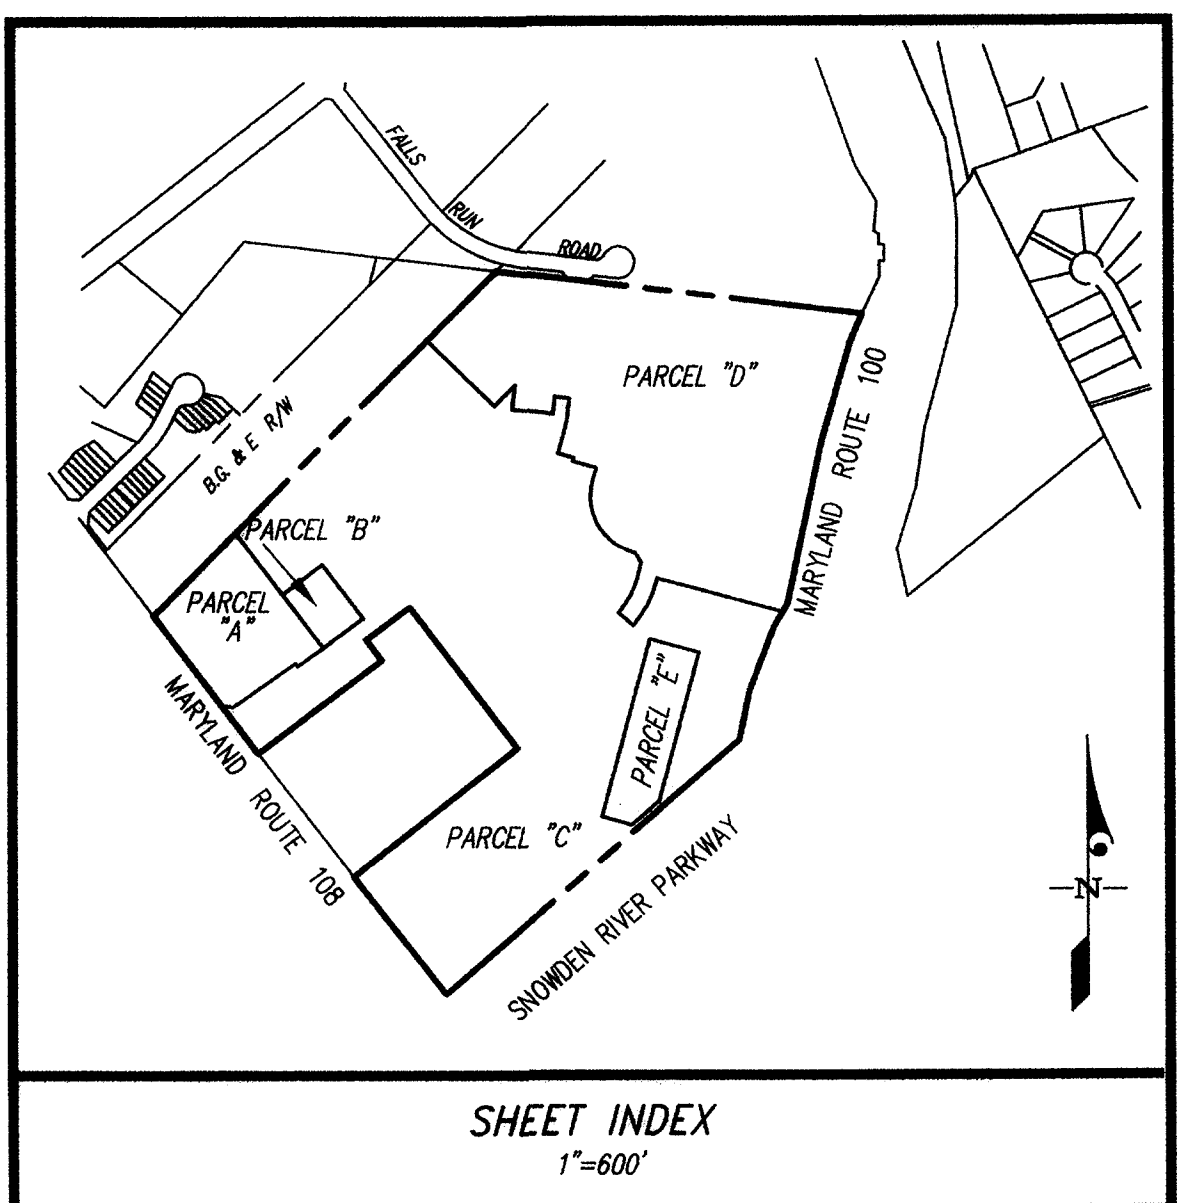 FALLS RUN ROAD
PARCEL "D"
MARYLAND ROUTE 100
B.G. & E R/W
PARCEL "B"
PARCEL
"A"
PARCEL "E"
MARYLAND ROUTE 108
PARCEL "C"
SNOWDEN RIVER PARKWAY
N
SHEET INDEX
1"=600'